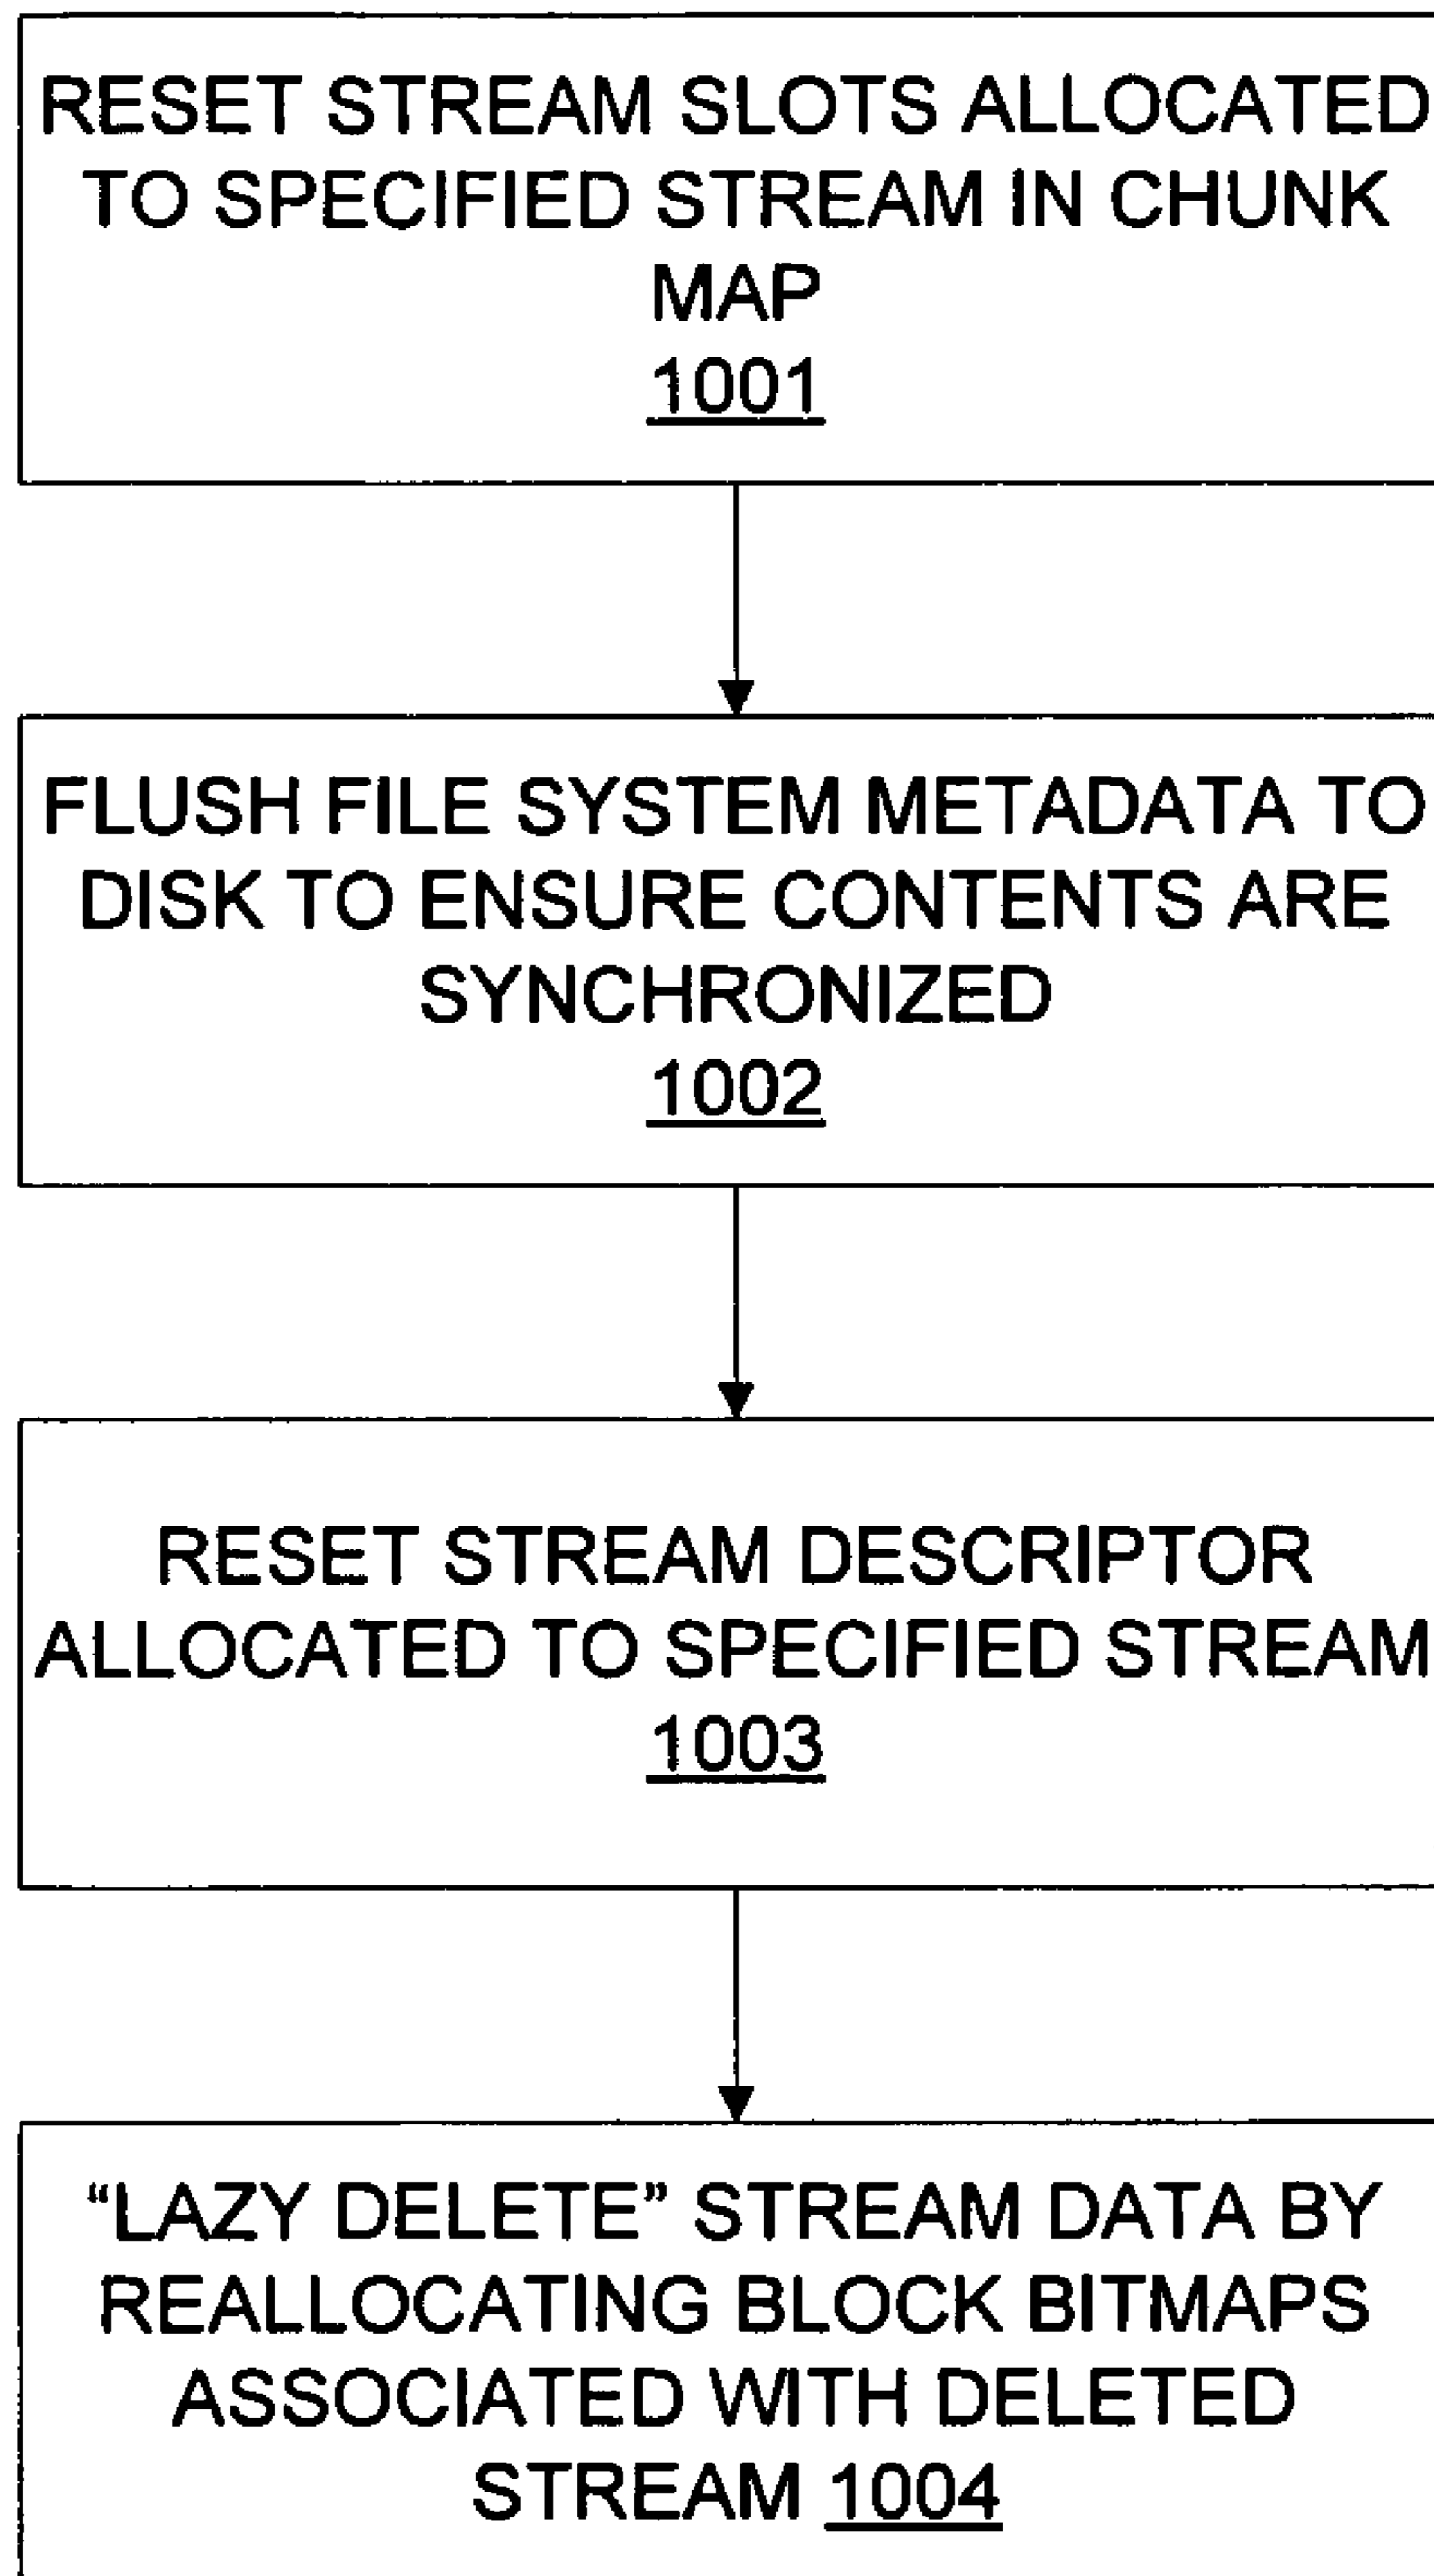 RESET STREAM SLOTS ALLOCATED
TO SPECIFIED STREAM IN CHUNK
MAP
1001
FLUSH FILE SYSTEM METADATA TO
DISK TO ENSURE CONTENTS ARE
SYNCHRONIZED
1002
RESET STREAM DESCRIPTOR
ALLOCATED TO SPECIFIED STREAM
1003
“LAZY DELETE” STREAM DATA BY
REALLOCATING BLOCK BITMAPS
ASSOCIATED WITH DELETED
STREAM 1004